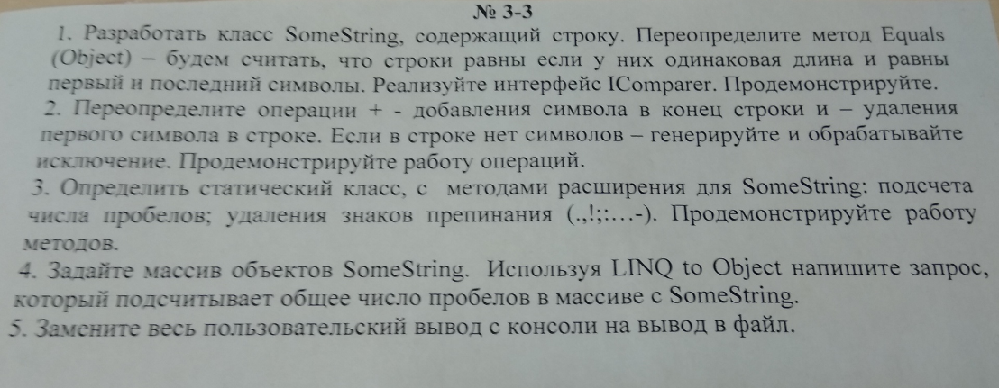 № 3-3
1. Разработать класс SomeString, содержащий строку. Переопределите метод Equals
(Object) – будем считать, что строки равны если у них одинаковая длина и равны
первый и последний символы. Реализуйте интерфейс IComparer. Продемонстрируйте.
2. Переопределите операции + - добавления символа в конец строки и – удаления
первого символа в строке. Если в строке нет символов – генерируйте и обрабатывайте
исключение. Продемонстрируйте работу операций.
3. Определить статический класс, с методами расширения для SomeString: подсчета
числа пробелов; удаления знаков препинания (.,!;:…-). Продемонстрируйте работу
методов.
4. Задайте массив объектов SomeString. Используя LINQ to Object напишите запрос,
который подсчитывает общее число пробелов в массиве с SomeString.
5. Замените весь пользовательский вывод с консоли на вывод в файл.